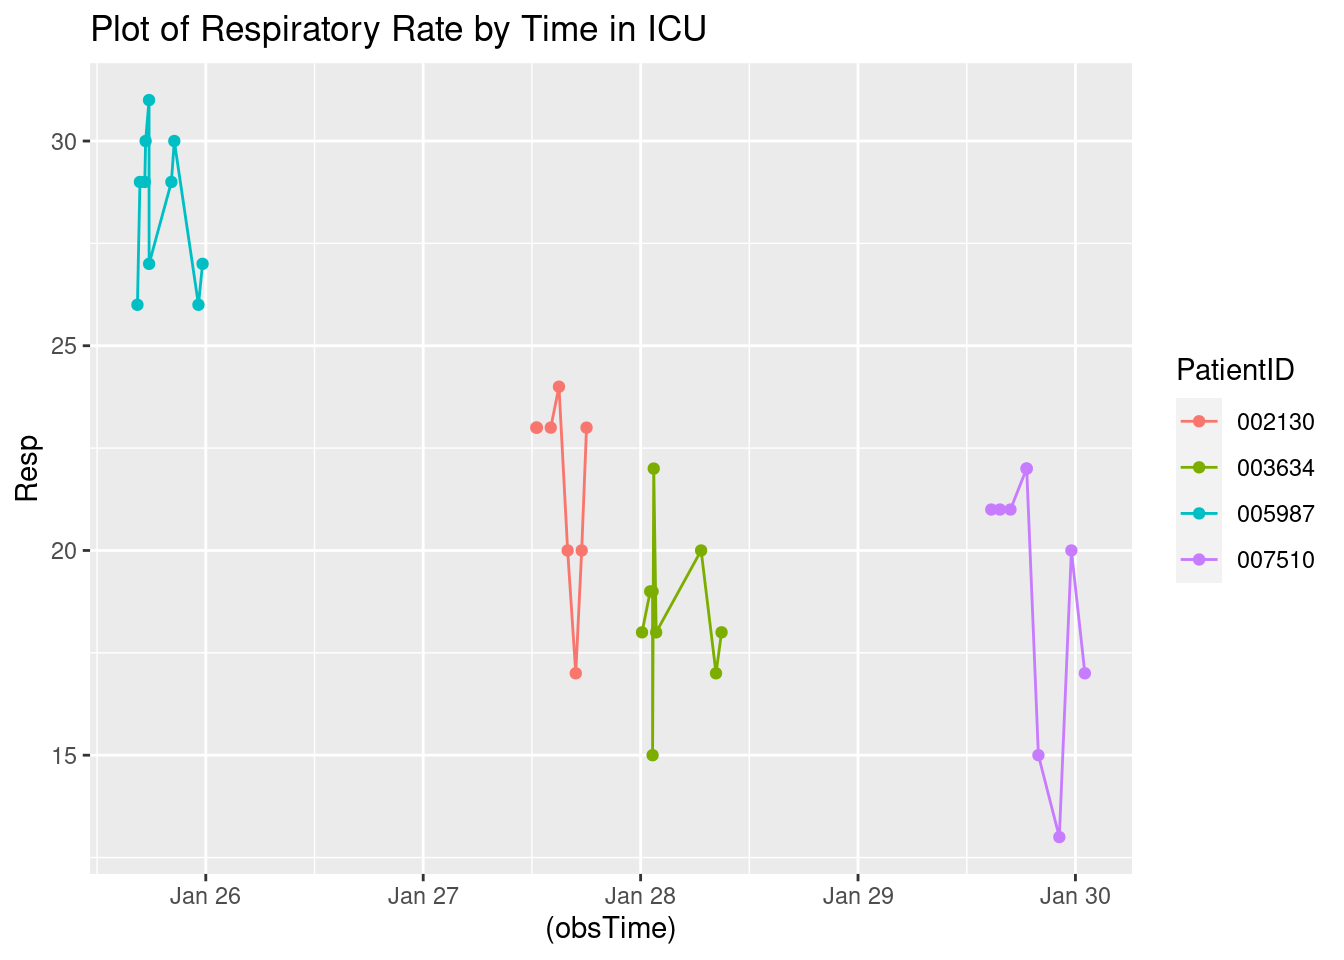 Plot of Respiratory Rate by Time in ICU
30
25
20
15
Resp
Jan 26 Jan 27 Jan 28 Jan 29 Jan 30
(obsTime)
PatientID
002130
003634
005987
007510